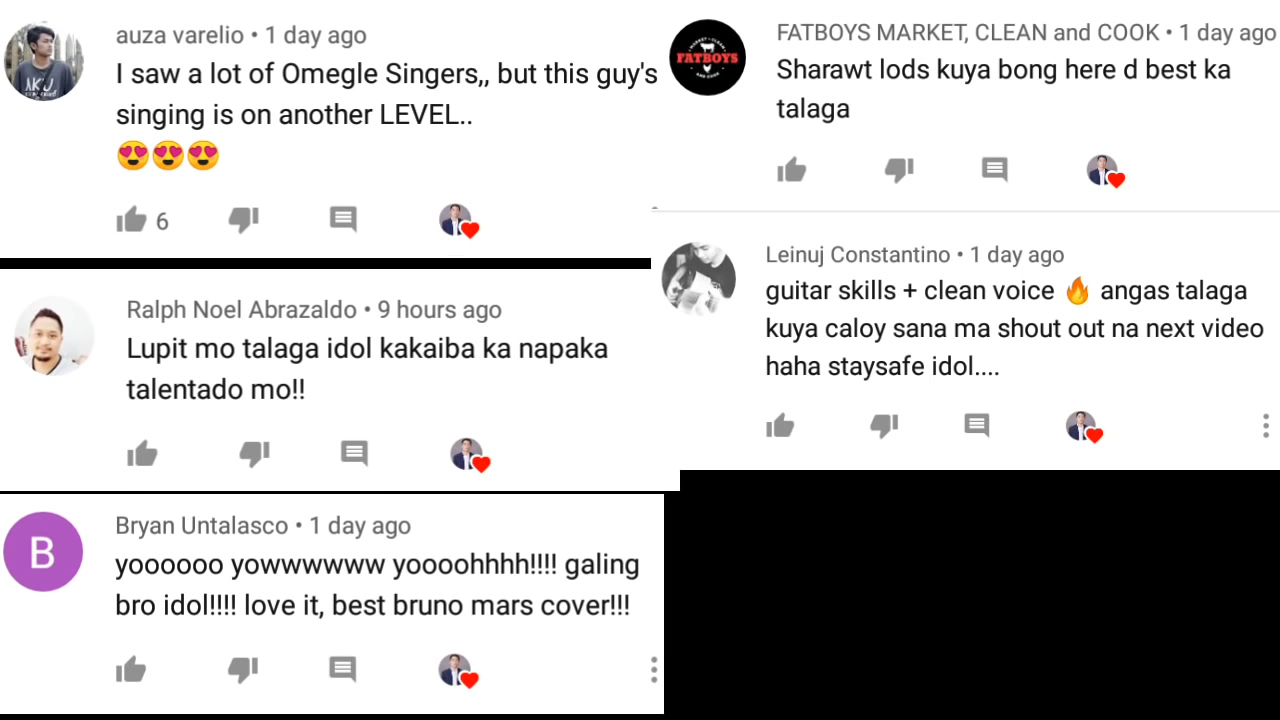 auza varelio • 1 day ago
I saw a lot of Omegle Singers,, but this guy's
singing is on another LEVEL..
😍😍😍
6
Ralph Noel Abrazaldo • 9 hours ago
Lupit mo talaga idol kakaiba ka napaka
talentado mo!!
B
Bryan Untalasco • 1 day ago
yoooooo yowwwwww yoooohhhh!!!! galing
bro idol!!!! love it, best bruno mars cover!!!
FATBOYS
FATBOYS MARKET, CLEAN and COOK • 1 day ago
Sharawt lods kuya bong here d best ka
talaga
Leinuj Constantino • 1 day ago
guitar skills + clean voice 🔥 angas talaga
kuya caloy sana ma shout out na next video
haha staysafe idol....